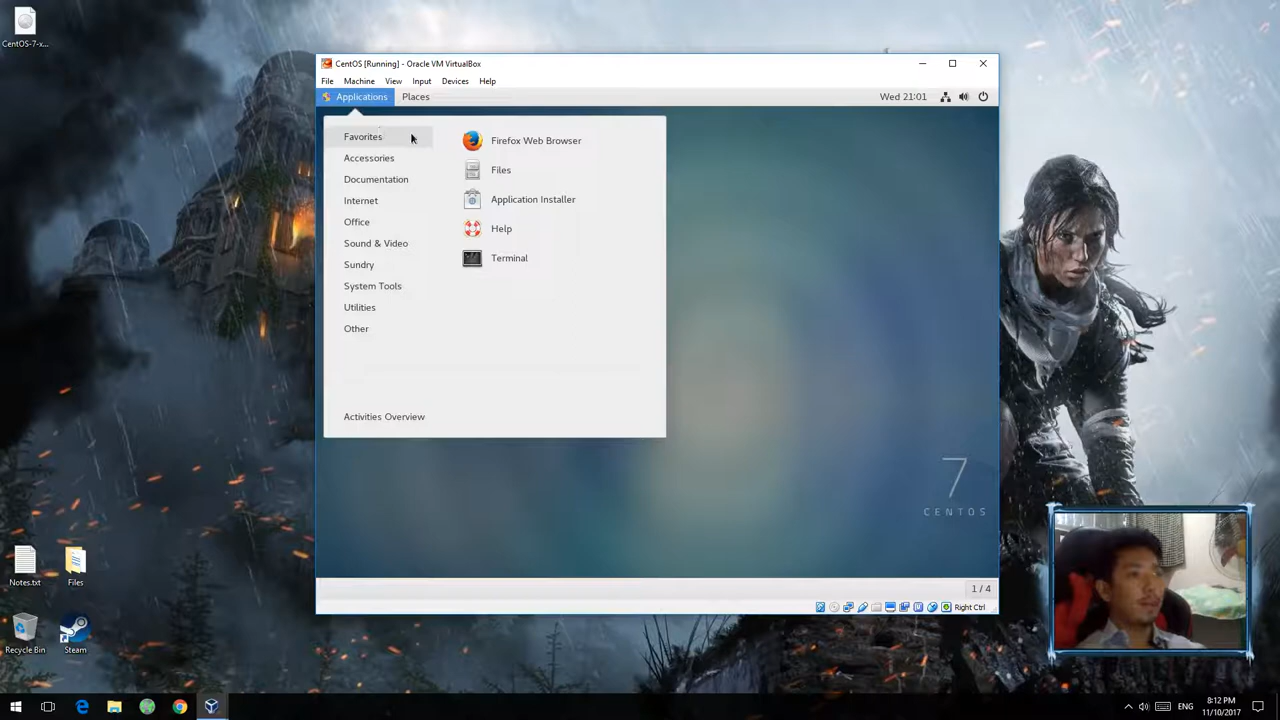 CentOS-7-x...
CentOS [Running] - Oracle VM VirtualBox
File Machine View Input Devices Help
Applications Places Wed 21:01
Favorites
Accessories
Documentation
Internet
Office
Sound & Video
Sundry
System Tools
Utilities
Other
Activities Overview
Firefox Web Browser
Files
Application Installer
Help
Terminal
7
CENTOS
1 / 4
Right Ctrl
Notes.txt Files
Recycle Bin Steam
ENG
8:12 PM
11/10/2017